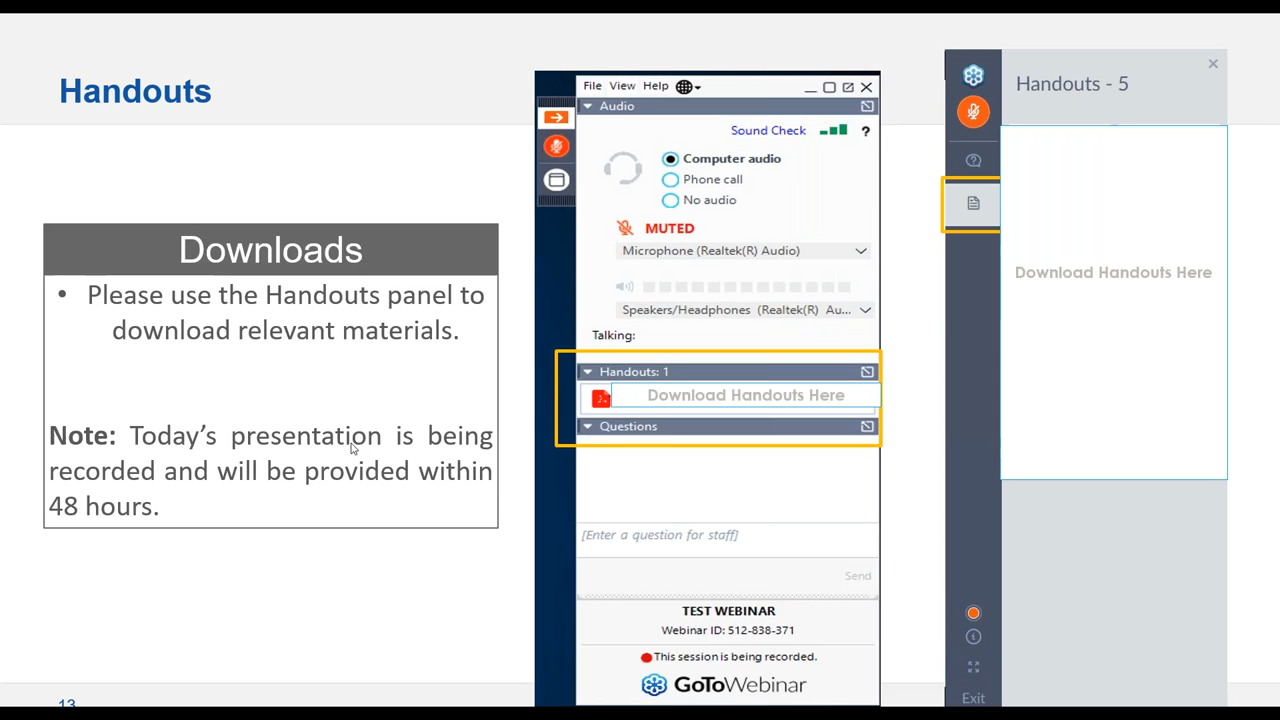 Handouts
Downloads
• Please use the Handouts panel to
download relevant materials.
Note: Today's presentation is being
recorded and will be provided within
48 hours.
13
File View Help
Audio
Sound Check ?
Computer audio
Phone call
No audio
MUTED
Microphone (Realtek(R) Audio)
Speakers/Headphones (Realtek(R) Au...
Talking:
Handouts: 1
Download Handouts Here
Questions
[Enter a question for staff]
Send
TEST WEBINAR
Webinar ID: 512-838-371
This session is being recorded.
GoToWebinar
Handouts - 5
Download Handouts Here
Exit